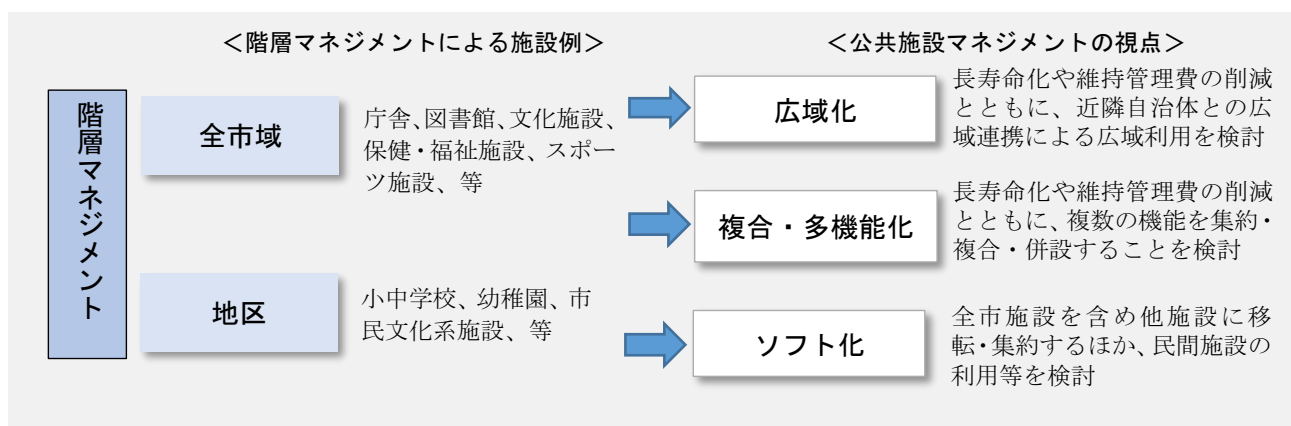 ＜階層マネジメントによる施設例＞
＜公共施設マネジメントの視点＞
階層マネジメント
全市域
庁舎、図書館、文化施設、
保健・福祉施設、スポー
ツ施設、等
地区
小中学校、幼稚園、市
民文化系施設、等
広域化
長寿命化や維持管理費の削減
とともに、近隣自治体との広
域連携による広域利用を検討
複合・多機能化
長寿命化や維持管理費の削減
とともに、複数の機能を集約・
複合・併設することを検討
ソフト化
全市施設を含め他施設に移
転・集約するほか、民間施設の
利用等を検討